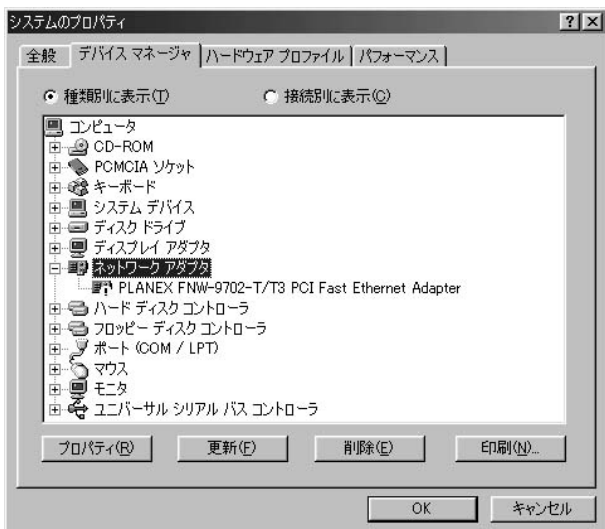 システムのプロパティ
全般 デバイス マネージャ ハードウェア プロファイル パフォーマンス
種類別に表示(T) 接続別に表示(C)
コンピュータ
CD-ROM
PCMCIA ソケット
キーボード
システム デバイス
ディスク ドライブ
ディスプレイ アダプタ
ネットワーク アダプタ
PLANEX FNW-9702-T/T3 PCI Fast Ethernet Adapter
ハード ディスク コントローラ
フロッピー ディスク コントローラ
ポート (COM / LPT)
マウス
モニタ
ユニバーサル シリアル バス コントローラ
プロパティ(R) 更新(F) 削除(E) 印刷(N)...
OK キャンセル